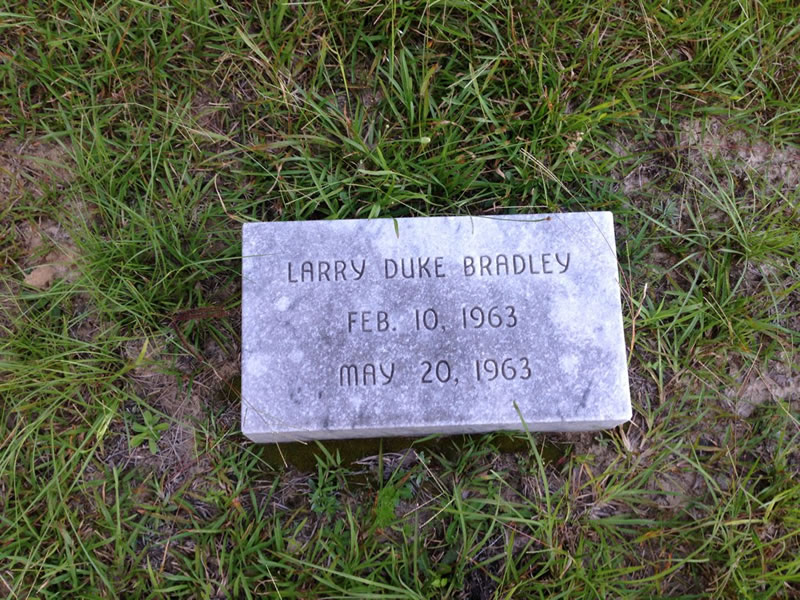 LARRY DUKE BRADLEY
FEB. 10, 1963
MAY 20, 1963